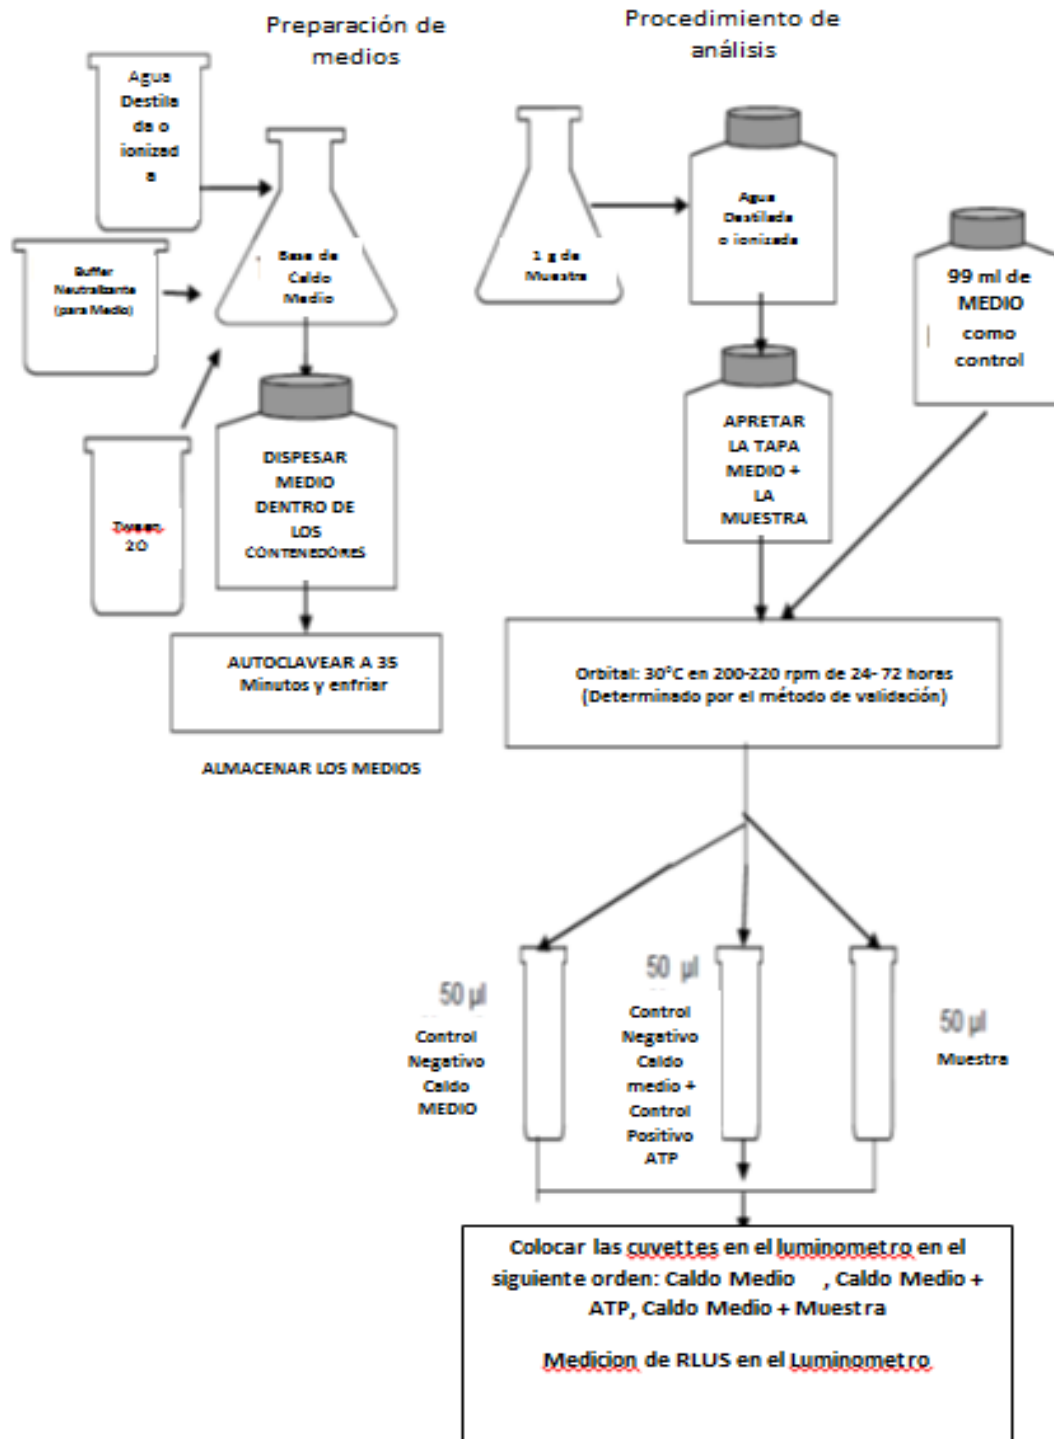 Preparación de
medios
Procedimiento de
análisis
Agua
Destila
da o
ionizad
a
Buffer
Neutralizante
(para Medio)
Base de
Caldo
Medio
Tween
20
DISPESAR
MEDIO
DENTRO DE
LOS
CONTENEDORES
AUTOCLAVEAR A 35
Minutos y enfriar
ALMACENAR LOS MEDIOS
1 g de
Muestra
Agua
Destilada
o ionizada
99 ml de
MEDIO
como
control
APRETAR
LA TAPA
MEDIO +
LA
MUESTRA
Orbital: 30°C en 200-220 rpm de 24- 72 horas
(Determinado por el método de validación)
50 µl
Control
Negativo
Caldo
MEDIO
50 µl
Control
Negativo
Caldo
medio +
Control
Positivo
ATP
50 µl
Muestra
Colocar las cuvettes en el luminometro en el
siguiente orden: Caldo Medio , Caldo Medio +
ATP, Caldo Medio + Muestra
Medicion de RLUS en el Luminometro